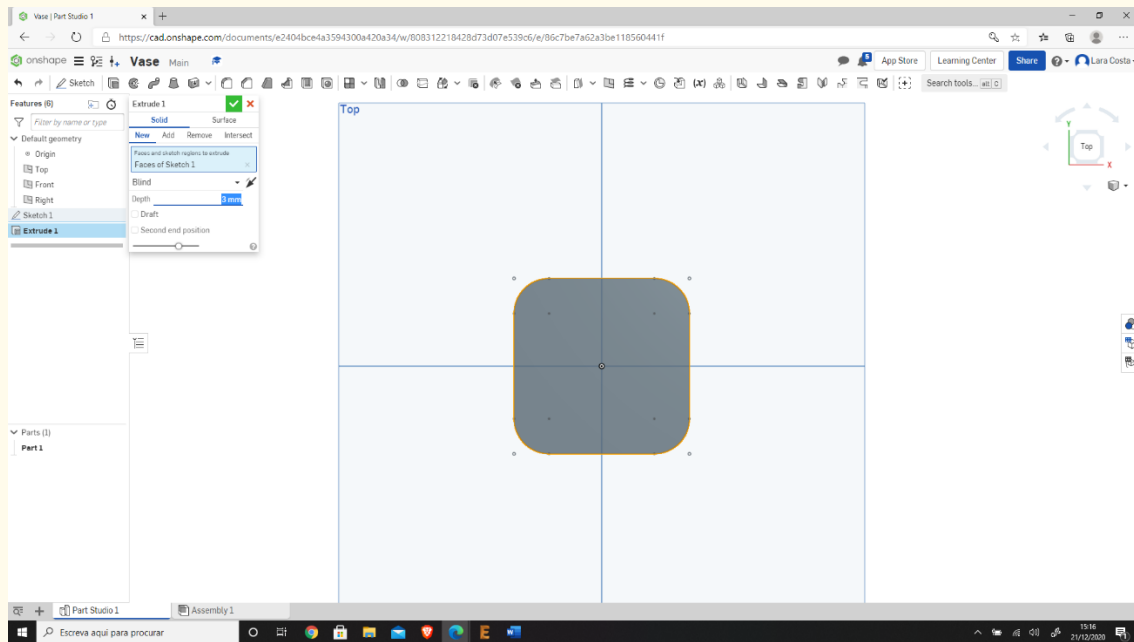 Vase | Part Studio 1
https://cad.onshape.com/documents/e2404bce4a3594300a420a34/w/808312218428d73d07e539c6/e/86c7be7a62a3be118560441f
onshape Vase Main App Store Learning Center Share Lara Costa
Sketch (x) Search tools... alt C
Features (6)
Filter by name or type
Default geometry
Origin
Top
Front
Right
Sketch 1
Extrude 1
Extrude 1
Solid Surface
New Add Remove Intersect
Faces and sketch regions to extrude
Faces of Sketch 1
Blind
Depth 3 mm
Draft
Second end position
Top
Y
Top
X
Parts (1)
Part 1
Part Studio 1 Assembly 1
Escreva aqui para procurar
15:16
21/12/2020